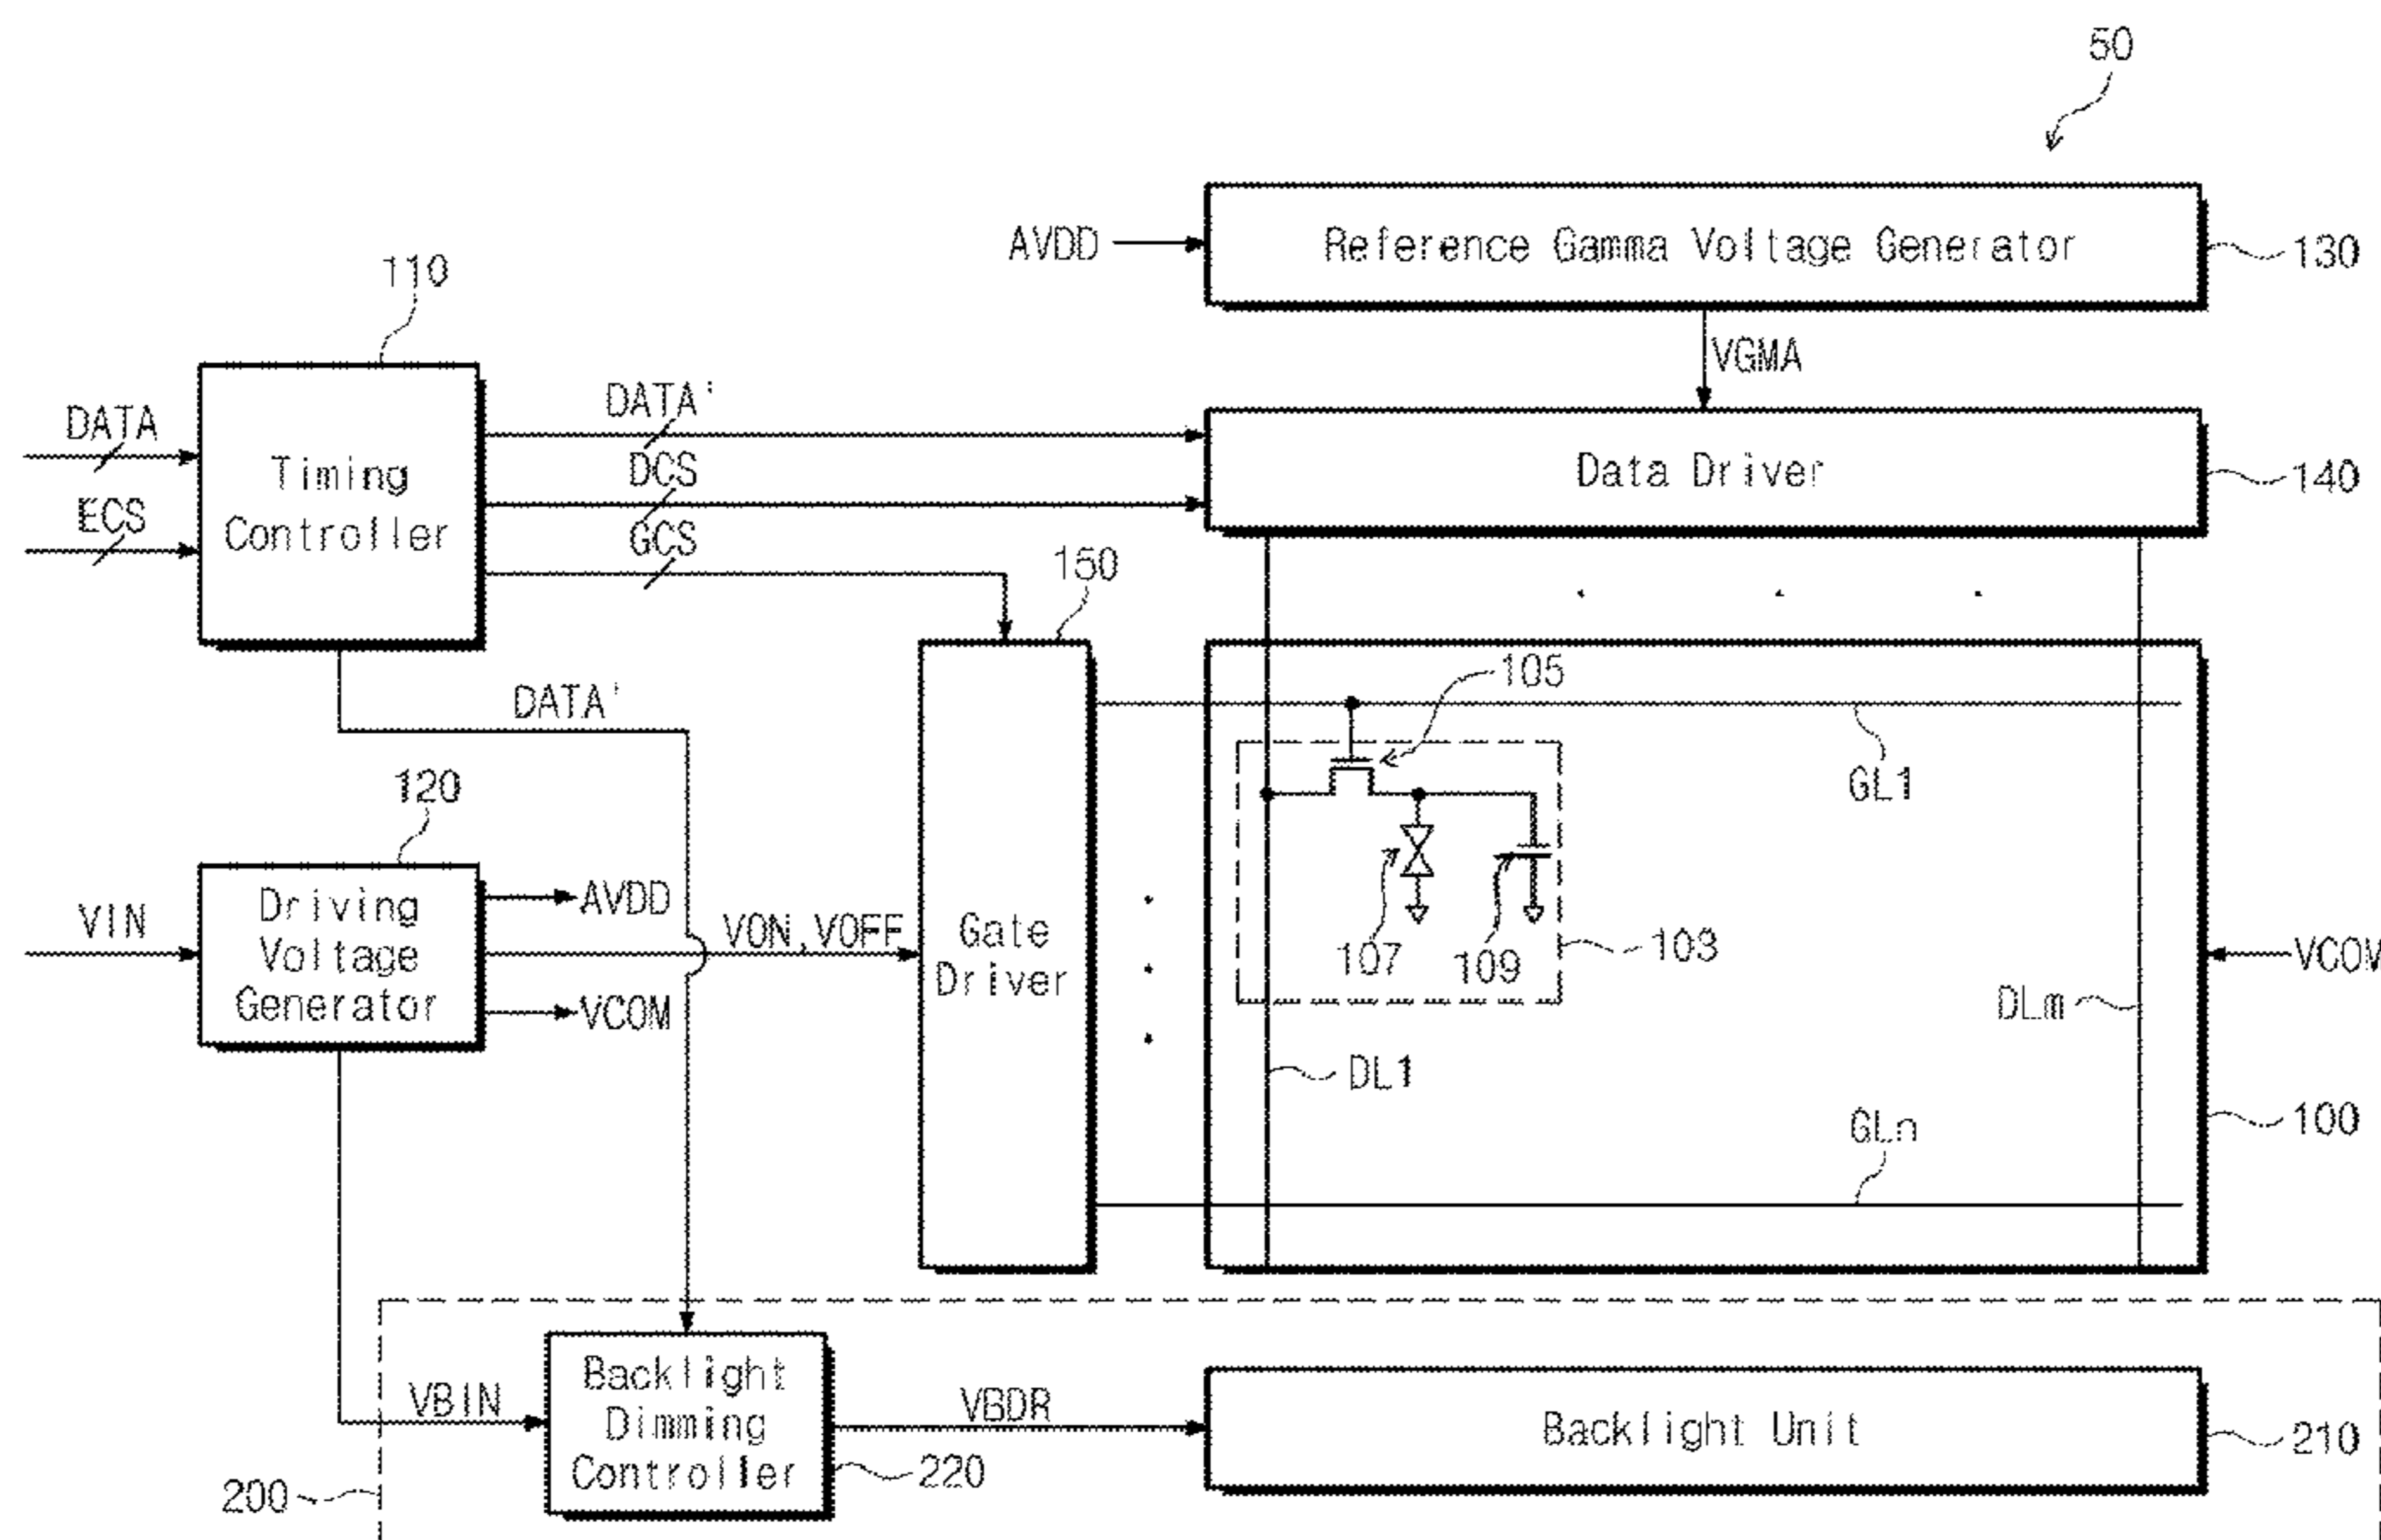 50
AVDD
Reference Gamma Voltage Generator
130
110
VGMA
DATA
ECS
Timing
Controller
DATA'
DCS
GCS
Data Driver
140
150
DATA'
105
GL1
120
VIN
Driving
Voltage
Generator
AVDD
VON,VOFF
VCOM
Gate
Driver
107
109
103
VCOM
DLm
DL1
GLn
100
VBIN
Backlight
Dimming
Controller
VBDR
Backlight Unit
210
220
200